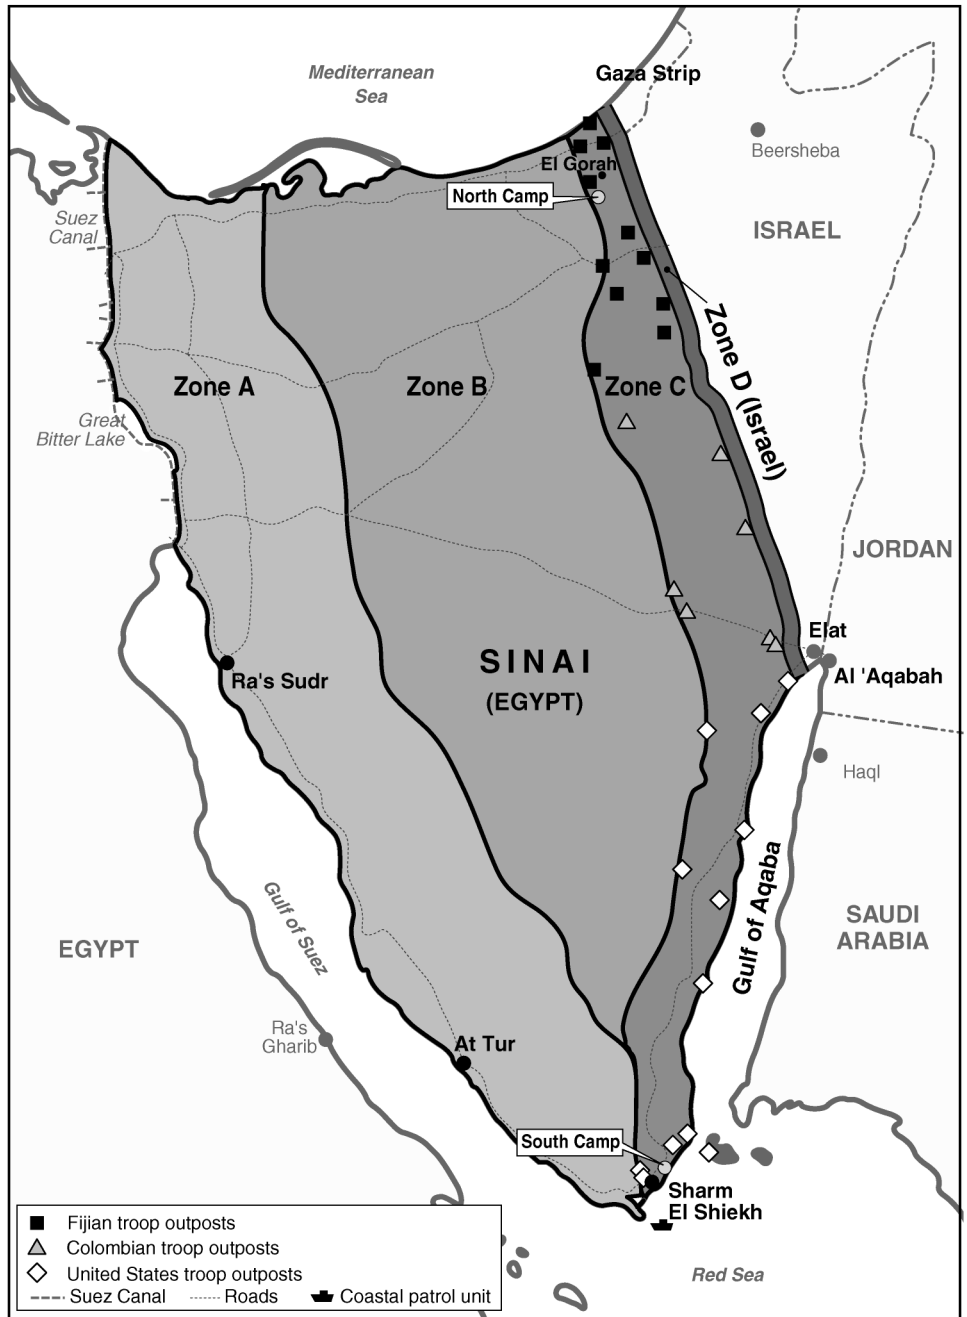 Mediterranean
Sea
Gaza Strip
Beersheba
El Gorah
North Camp
Suez
Canal
ISRAEL
Zone D (Israel)
Zone A
Zone B
Zone C
Great
Bitter Lake
JORDAN
Elat
SINAI
(EGYPT)
Ra's Sudr
Al 'Aqabah
Haql
Gulf of Suez
Gulf of Aqaba
SAUDI
ARABIA
EGYPT
Ra's
Gharib
At Tur
South Camp
Sharm
El Shiekh
Red Sea
Fijian troop outposts
Colombian troop outposts
United States troop outposts
Suez Canal
Roads
Coastal patrol unit